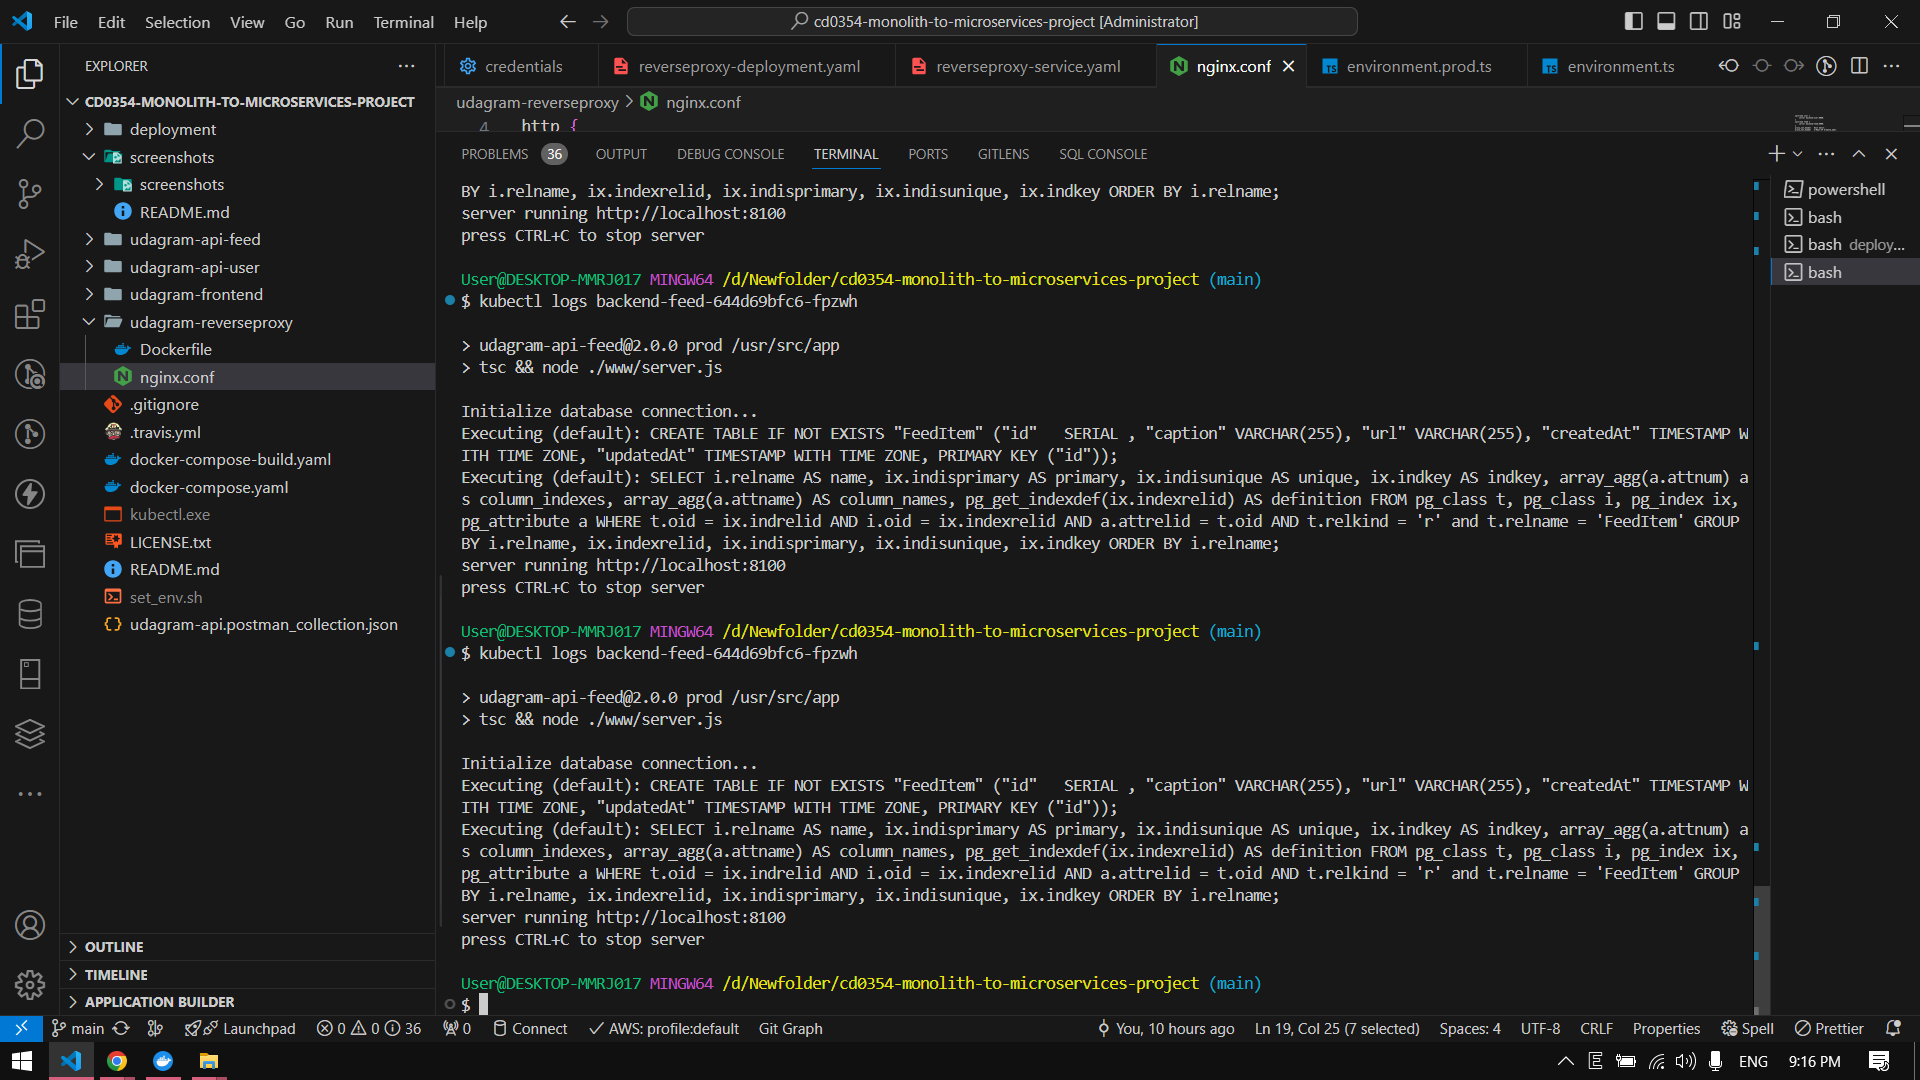 File Edit Selection View Go Run Terminal Help
cd0354-monolith-to-microservices-project [Administrator]
EXPLORER
CD0354-MONOLITH-TO-MICROSERVICES-PROJECT
deployment
screenshots
screenshots
README.md
udagram-api-feed
udagram-api-user
udagram-frontend
udagram-reverseproxy
Dockerfile
nginx.conf
.gitignore
.travis.yml
docker-compose-build.yaml
docker-compose.yaml
kubectl.exe
LICENSE.txt
README.md
set_env.sh
udagram-api.postman_collection.json
OUTLINE
TIMELINE
APPLICATION BUILDER
credentials reverseproxy-deployment.yaml reverseproxy-service.yaml nginx.conf environment.prod.ts environment.ts
udagram-reverseproxy > nginx.conf
4 http {
PROBLEMS 36 OUTPUT DEBUG CONSOLE TERMINAL PORTS GITLENS SQL CONSOLE
BY i.relname, ix.indexrelid, ix.indisprimary, ix.indisunique, ix.indkey ORDER BY i.relname;
server running http://localhost:8100
press CTRL+C to stop server
User@DESKTOP-MMRJ017 MINGW64 /d/Newfolder/cd0354-monolith-to-microservices-project (main)
$ kubectl logs backend-feed-644d69bfc6-fpzwh
> udagram-api-feed@2.0.0 prod /usr/src/app
> tsc && node ./www/server.js
Initialize database connection...
Executing (default): CREATE TABLE IF NOT EXISTS "FeedItem" ("id"   SERIAL , "caption" VARCHAR(255), "url" VARCHAR(255), "createdAt" TIMESTAMP W
ITH TIME ZONE, "updatedAt" TIMESTAMP WITH TIME ZONE, PRIMARY KEY ("id"));
Executing (default): SELECT i.relname AS name, ix.indisprimary AS primary, ix.indisunique AS unique, ix.indkey AS indkey, array_agg(a.attnum) a
s column_indexes, array_agg(a.attname) AS column_names, pg_get_indexdef(ix.indexrelid) AS definition FROM pg_class t, pg_class i, pg_index ix,
pg_attribute a WHERE t.oid = ix.indrelid AND i.oid = ix.indexrelid AND a.attrelid = t.oid AND t.relkind = 'r' and t.relname = 'FeedItem' GROUP
BY i.relname, ix.indexrelid, ix.indisprimary, ix.indisunique, ix.indkey ORDER BY i.relname;
server running http://localhost:8100
press CTRL+C to stop server
User@DESKTOP-MMRJ017 MINGW64 /d/Newfolder/cd0354-monolith-to-microservices-project (main)
$ kubectl logs backend-feed-644d69bfc6-fpzwh
> udagram-api-feed@2.0.0 prod /usr/src/app
> tsc && node ./www/server.js
Initialize database connection...
Executing (default): CREATE TABLE IF NOT EXISTS "FeedItem" ("id"   SERIAL , "caption" VARCHAR(255), "url" VARCHAR(255), "createdAt" TIMESTAMP W
ITH TIME ZONE, "updatedAt" TIMESTAMP WITH TIME ZONE, PRIMARY KEY ("id"));
Executing (default): SELECT i.relname AS name, ix.indisprimary AS primary, ix.indisunique AS unique, ix.indkey AS indkey, array_agg(a.attnum) a
s column_indexes, array_agg(a.attname) AS column_names, pg_get_indexdef(ix.indexrelid) AS definition FROM pg_class t, pg_class i, pg_index ix,
pg_attribute a WHERE t.oid = ix.indrelid AND i.oid = ix.indexrelid AND a.attrelid = t.oid AND t.relkind = 'r' and t.relname = 'FeedItem' GROUP
BY i.relname, ix.indexrelid, ix.indisprimary, ix.indisunique, ix.indkey ORDER BY i.relname;
server running http://localhost:8100
press CTRL+C to stop server
User@DESKTOP-MMRJ017 MINGW64 /d/Newfolder/cd0354-monolith-to-microservices-project (main)
$
powershell
bash
bash deploy...
bash
main Launchpad 0 0 36 0 Connect AWS: profile:default Git Graph You, 10 hours ago Ln 19, Col 25 (7 selected) Spaces: 4 UTF-8 CRLF Properties Spell Prettier
ENG 9:16 PM